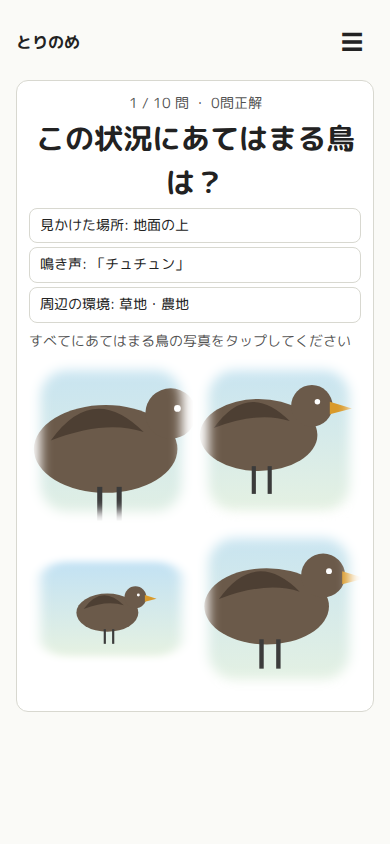 とりのめ
1 / 10 問 · 0問正解
この状況にあてはまる鳥
は？
見かけた場所: 地面の上
鳴き声: 「チュチュン」
周辺の環境: 草地・農地
すべてにあてはまる鳥の写真をタップしてください